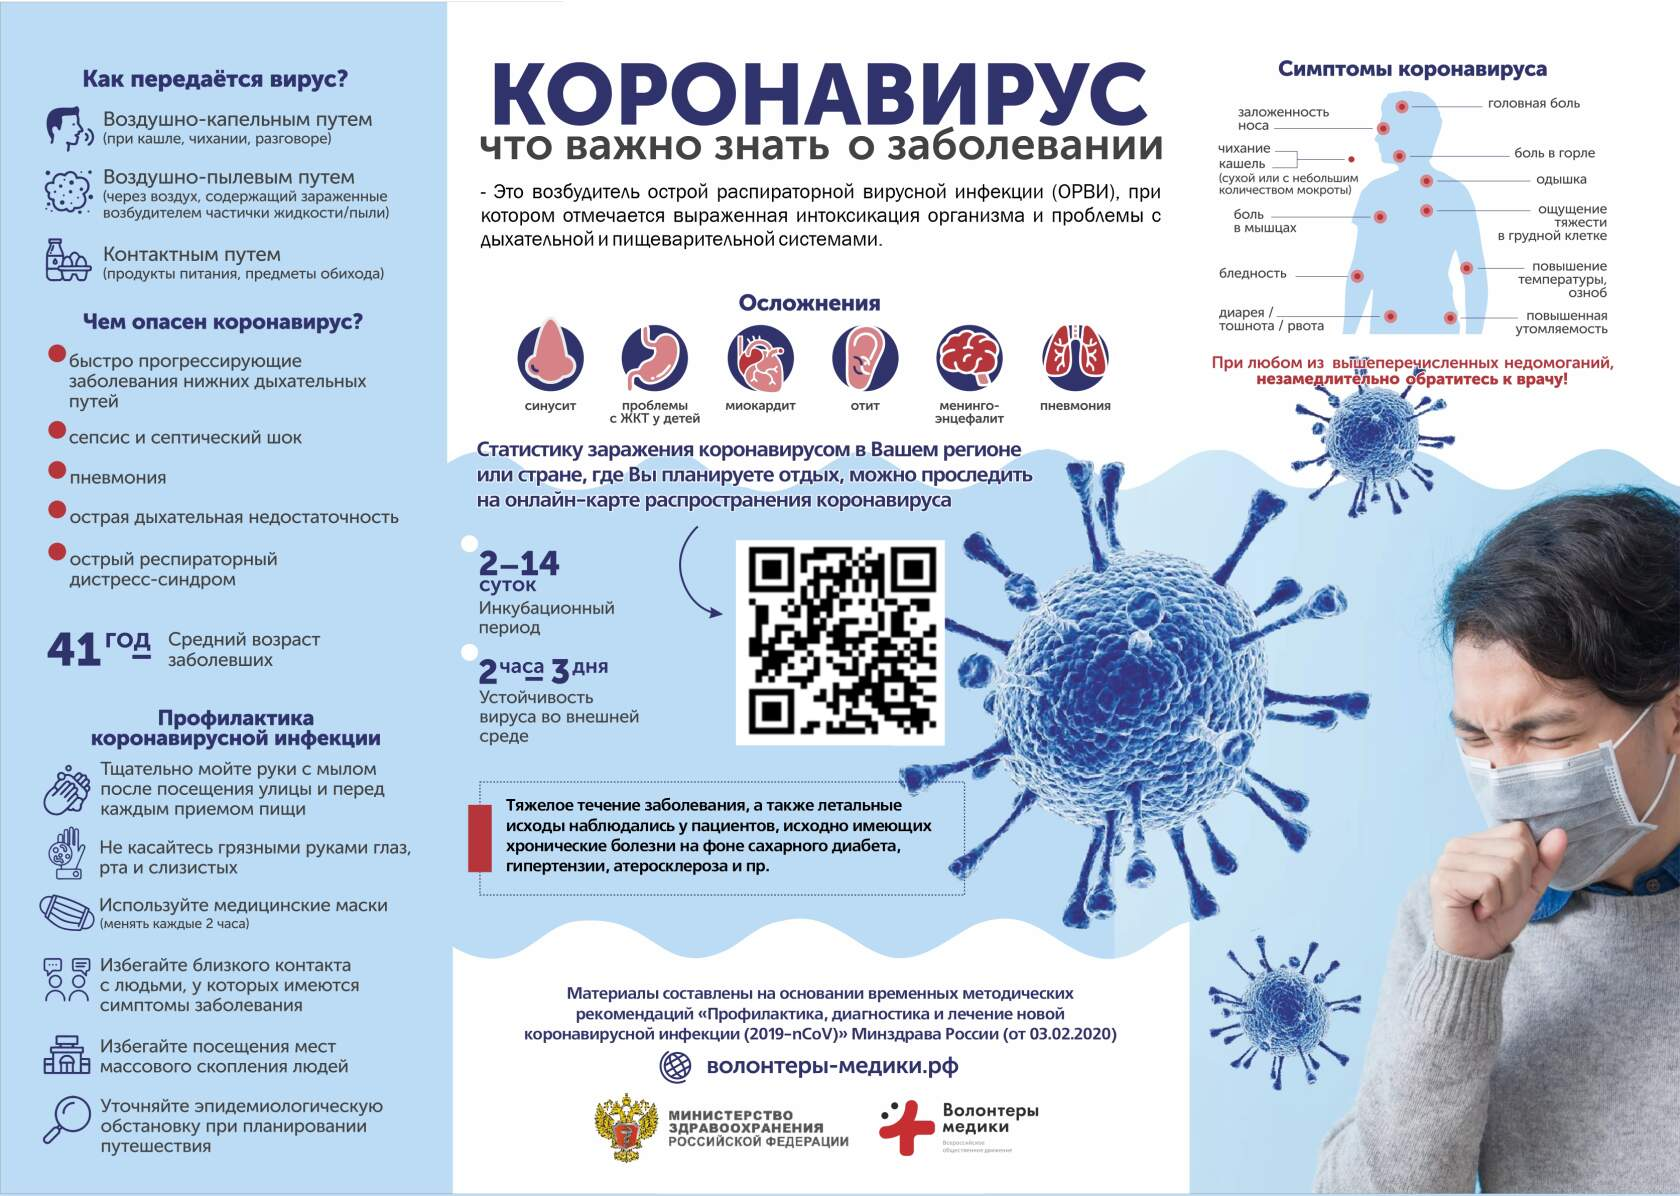 Как передаётся вирус?
Воздушно-капельным путем
(при кашле, чихании, разговоре)
Воздушно-пылевым путем
(через воздух, содержащий зараженные
возбудителем частички жидкости/пыли)
Контактным путем
(продукты питания, предметы обихода)
Чем опасен коронавирус?
быстро прогрессирующие
заболевания нижних дыхательных
путей
сепсис и септический шок
пневмония
острая дыхательная недостаточность
острый респираторный
дистресс-синдром
41 год
Средний возраст
заболевших
Профилактика
коронавирусной инфекции
Тщательно мойте руки с мылом
после посещения улицы и перед
каждым приемом пищи
Не касайтесь грязными руками глаз,
рта и слизистых
Используйте медицинские маски
(менять каждые 2 часа)
Избегайте близкого контакта
с людьми, у которых имеются
симптомы заболевания
Избегайте посещения мест
массового скопления людей
Уточняйте эпидемиологическую
обстановку при планировании
путешествия
КОРОНАВИРУС
что важно знать о заболевании
- Это возбудитель острой респираторной вирусной инфекции (ОРВИ), при
котором отмечается выраженная интоксикация организма и проблемы с
дыхательной и пищеварительной системами.
Осложнения
синусит
проблемы
с ЖКТ у детей
миокардит
отит
менинго-
энцефалит
пневмония
Статистику заражения коронавирусом в Вашем регионе
или стране, где Вы планируете отдых, можно проследить
на онлайн-карте распространения коронавируса
2–14
суток
Инкубационный
период
2 часа – 3 дня
Устойчивость
вируса во внешней
среде
Тяжелое течение заболевания, а также летальные
исходы наблюдались у пациентов, исходно имеющих
хронические болезни на фоне сахарного диабета,
гипертензии, атеросклероза и пр.
Материалы составлены на основании временных методических
рекомендаций «Профилактика, диагностика и лечение новой
коронавирусной инфекции (2019-nCoV)» Минздрава России (от 03.02.2020)
волонтеры-медики.рф
МИНИСТЕРСТВО
ЗДРАВООХРАНЕНИЯ
РОССИЙСКОЙ ФЕДЕРАЦИИ
Волонтеры
медики
Всероссийское
общественное движение
Симптомы коронавируса
заложенность
носа
чихание
кашель
(сухой или с небольшим
количеством мокроты)
боль
в мышцах
бледность
диарея /
тошнота / рвота
головная боль
боль в горле
одышка
ощущение
тяжести
в грудной клетке
повышение
температуры,
озноб
повышенная
утомляемость
При любом из вышеперечисленных недомоганий,
незамедлительно обратитесь к врачу!